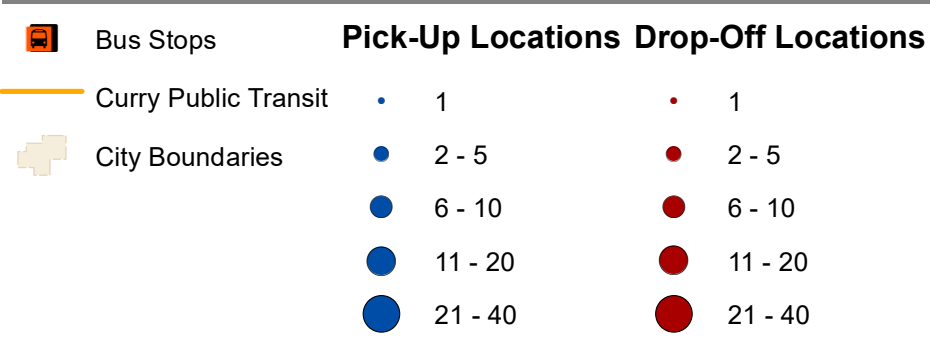 Bus Stops
Curry Public Transit
City Boundaries
Pick-Up Locations
1
2 - 5
6 - 10
11 - 20
21 - 40
Drop-Off Locations
1
2 - 5
6 - 10
11 - 20
21 - 40